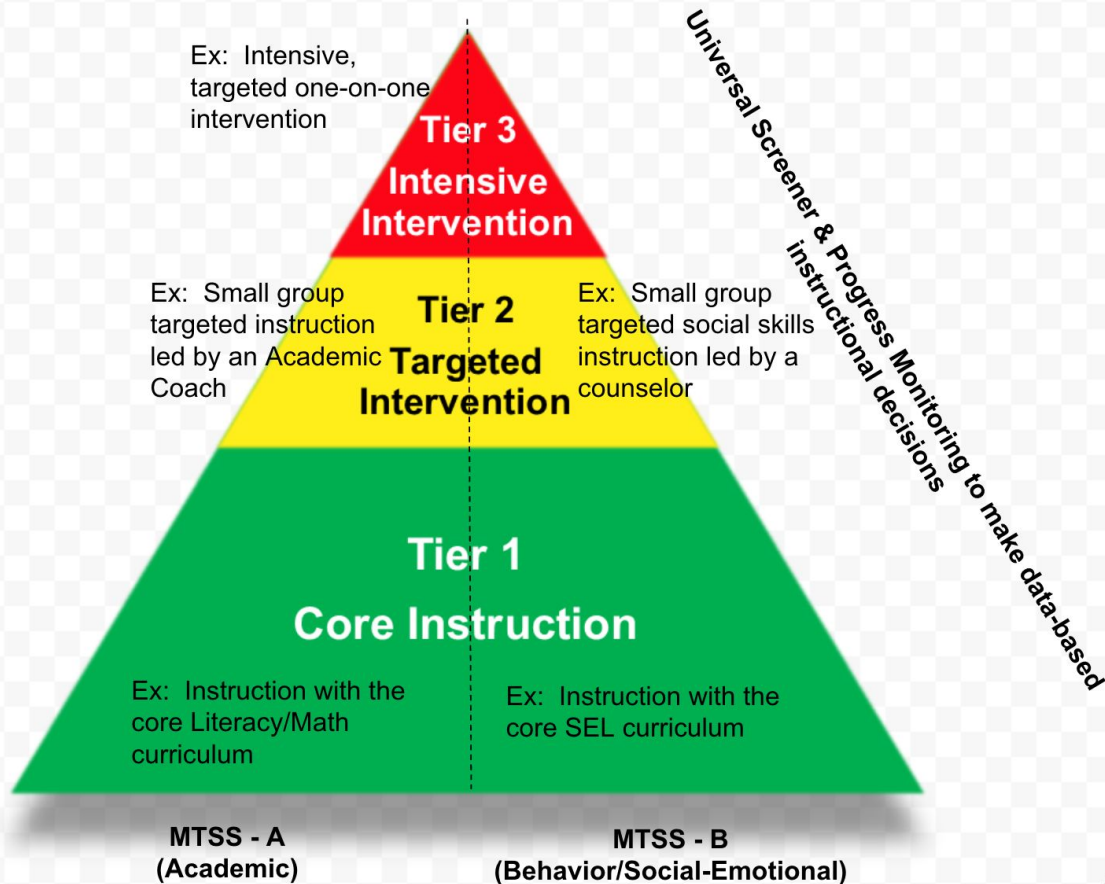 Ex: Intensive,
targeted one-on-one
intervention
Tier 3
Intensive
Intervention
Universal Screener & Progress Monitoring to make data-based
instructional decisions
Ex: Small group
targeted instruction
led by an Academic
Coach
Tier 2
Targeted
Intervention
Ex: Small group
targeted social skills
instruction led by a
counselor
Tier 1
Core Instruction
Ex: Instruction with the
core Literacy/Math
curriculum
Ex: Instruction with the
core SEL curriculum
MTSS - A
(Academic)
MTSS - B
(Behavior/Social-Emotional)